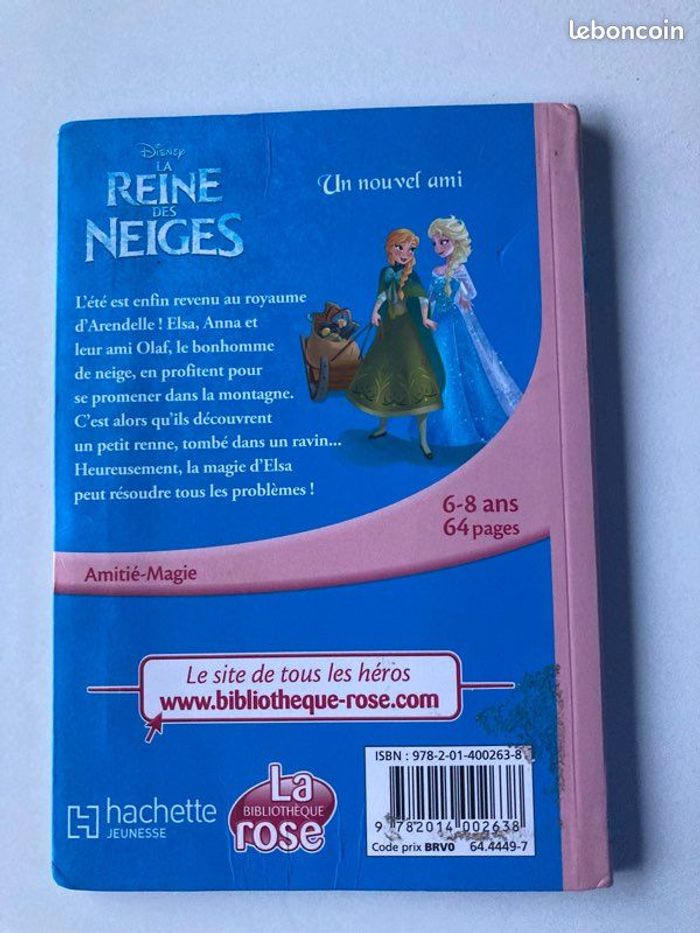 leboncoin
Disney
LA
REINE
DES
NEIGES
Un nouvel ami
L'été est enfin revenu au royaume
d'Arendelle ! Elsa, Anna et
leur ami Olaf, le bonhomme
de neige, en profitent pour
se promener dans la montagne.
C'est alors qu'ils découvrent
un petit renne, tombé dans un ravin...
Heureusement, la magie d'Elsa
peut résoudre tous les problèmes !
6-8 ans
64 pages
Amitié-Magie
Le site de tous les héros
www.bibliotheque-rose.com
ISBN : 978-2-01-400263-8
hachette
JEUNESSE
La
BIBLIOTHÈQUE
rose
9 782014 002638
Code prix BRV0 64.4449-7